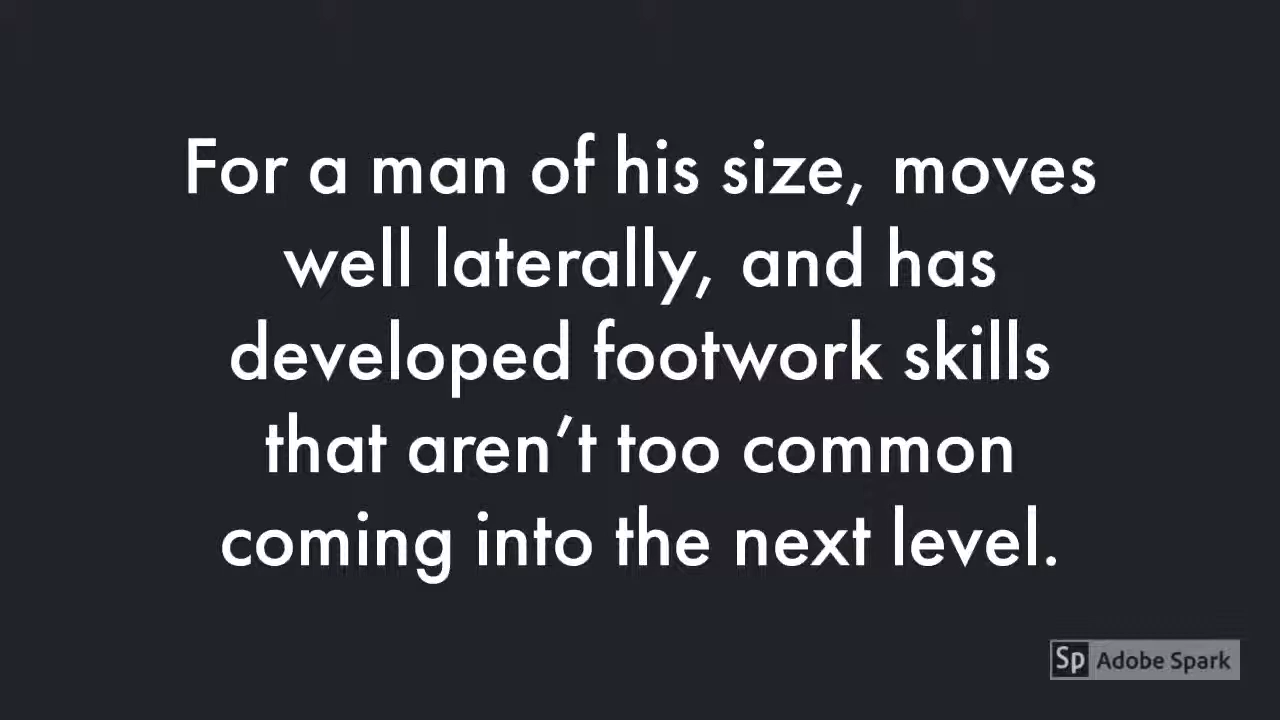 For a man of his size, moves
well laterally, and has
developed footwork skills
that aren’t too common
coming into the next level.
Sp Adobe Spark